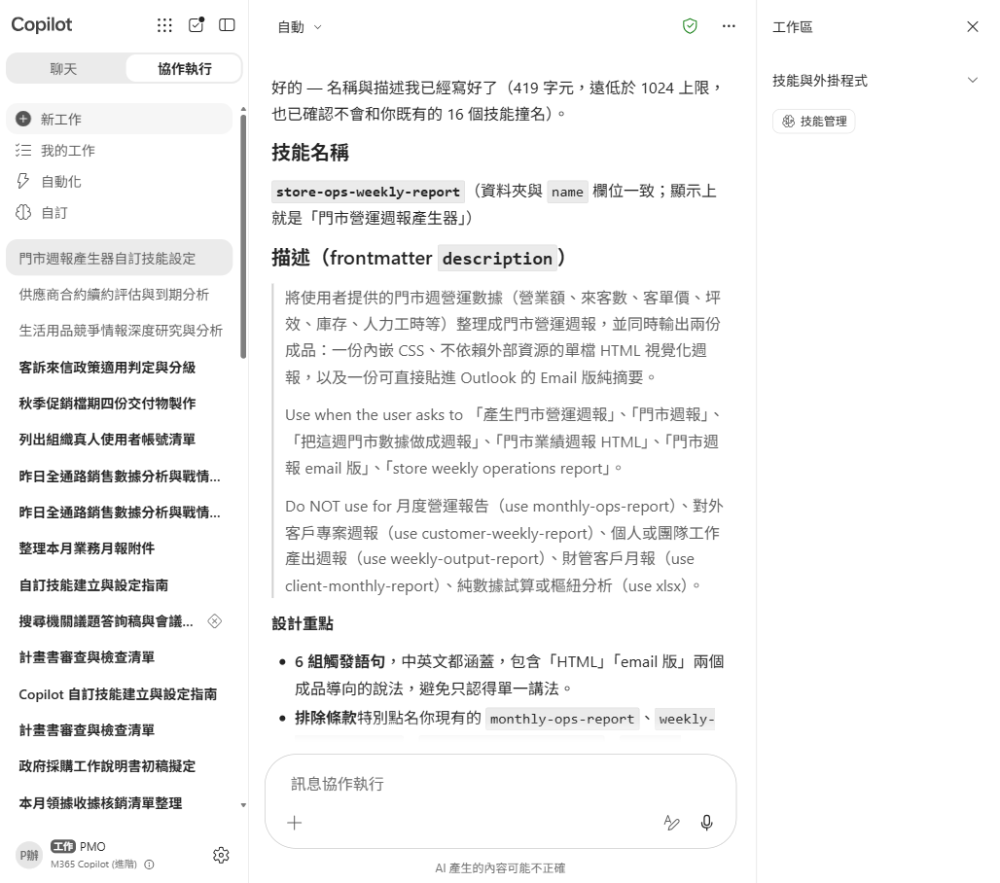 Copilot
聊天
協作執行
新工作
我的工作
自動化
自訂
門市週報產生器自訂技能設定
供應商合約續約評估與到期分析
生活用品競爭情報深度研究與分析
客訴來信政策適用判定與分級
秋季促銷檔期四份交付物製作
列出組織真人使用者帳號清單
昨日全通路銷售數據分析與戰情...
昨日全通路銷售數據分析與戰情...
整理本月業務月報附件
自訂技能建立與設定指南
搜尋機關議題答詢稿與會議...
計畫書審查與檢查清單
Copilot 自訂技能建立與設定指南
計畫書審查與檢查清單
政府採購工作說明書初稿擬定
本月領據收據核銷清單整理
P辦
工作 PMO
M365 Copilot (進階)
自動
好的 — 名稱與描述我已經寫好了（419 字元，遠低於 1024 上限，
也已確認不會和你既有的 16 個技能撞名）。
技能名稱
store-ops-weekly-report（資料夾與 name 欄位一致；顯示上
就是「門市營運週報產生器」）
描述（frontmatter description）
將使用者提供的門市週營運數據（營業額、來客數、客單價、坪
效、庫存、人力工時等）整理成門市營運週報，並同時輸出兩份
成品：一份內嵌 CSS、不依賴外部資源的單檔 HTML 視覺化週
報，以及一份可直接貼進 Outlook 的 Email 版純摘要。
Use when the user asks to 「產生門市營運週報」、「門市週報」、
「把這週門市數據做成週報」、「門市業績週報 HTML」、「門市週
報 email 版」、「store weekly operations report」。
Do NOT use for 月度營運報告（use monthly-ops-report）、對外
客戶專案週報（use customer-weekly-report）、個人或團隊工作
產出週報（use weekly-output-report）、財管客戶月報（use
client-monthly-report）、純數據試算或樞紐分析（use xlsx）。
設計重點
6 組觸發語句，中英文都涵蓋，包含「HTML」「email 版」兩個
成品導向的說法，避免只認得單一講法。
排除條款特別點名你現有的 monthly-ops-report、weekly-
訊息協作執行
AI 產生的內容可能不正確
工作區
技能與外掛程式
技能管理